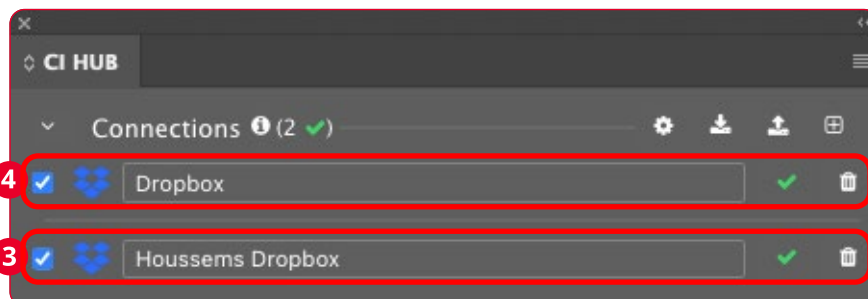 CI HUB
Connections (2 ✔)
4 Dropbox
3 Houssems Dropbox